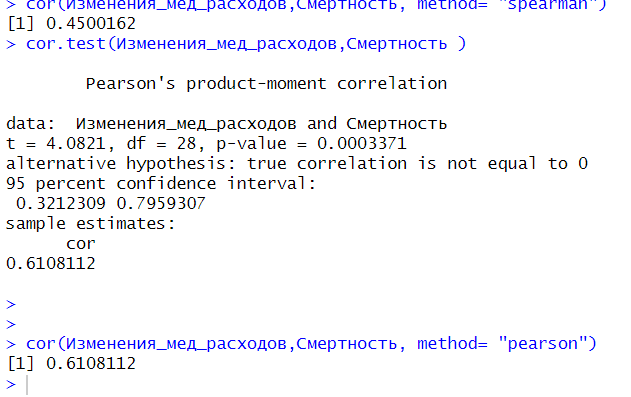 > cor(Изменения_мед_расходов,Смертность, method= "spearman")
[1] 0.4500162
> cor.test(Изменения_мед_расходов,Смертность )
Pearson's product-moment correlation
data:  Изменения_мед_расходов and Смертность
t = 4.0821, df = 28, p-value = 0.0003371
alternative hypothesis: true correlation is not equal to 0
95 percent confidence interval:
0.3212309 0.7959307
sample estimates:
cor
0.6108112
>
>
> cor(Изменения_мед_расходов,Смертность, method= "pearson")
[1] 0.6108112
>